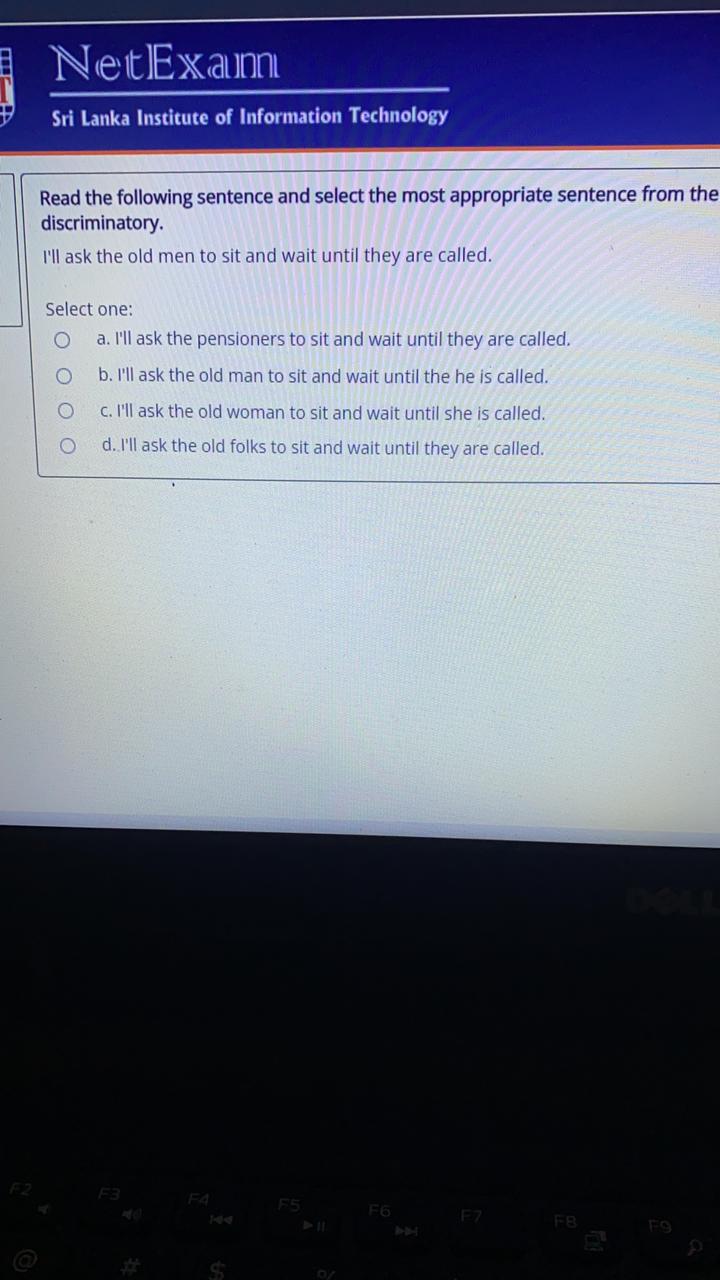 NetExam
Sri Lanka Institute of Information Technology
Read the following sentence and select the most appropriate sentence from the
discriminatory.
I'll ask the old men to sit and wait until they are called.
Select one:
a. I'll ask the pensioners to sit and wait until they are called.
b. I'll ask the old man to sit and wait until the he is called.
c. I'll ask the old woman to sit and wait until she is called.
d. I'll ask the old folks to sit and wait until they are called.
DELL
F2 F3 F4 F5 F6 F7 F8 F9
@ # $ %